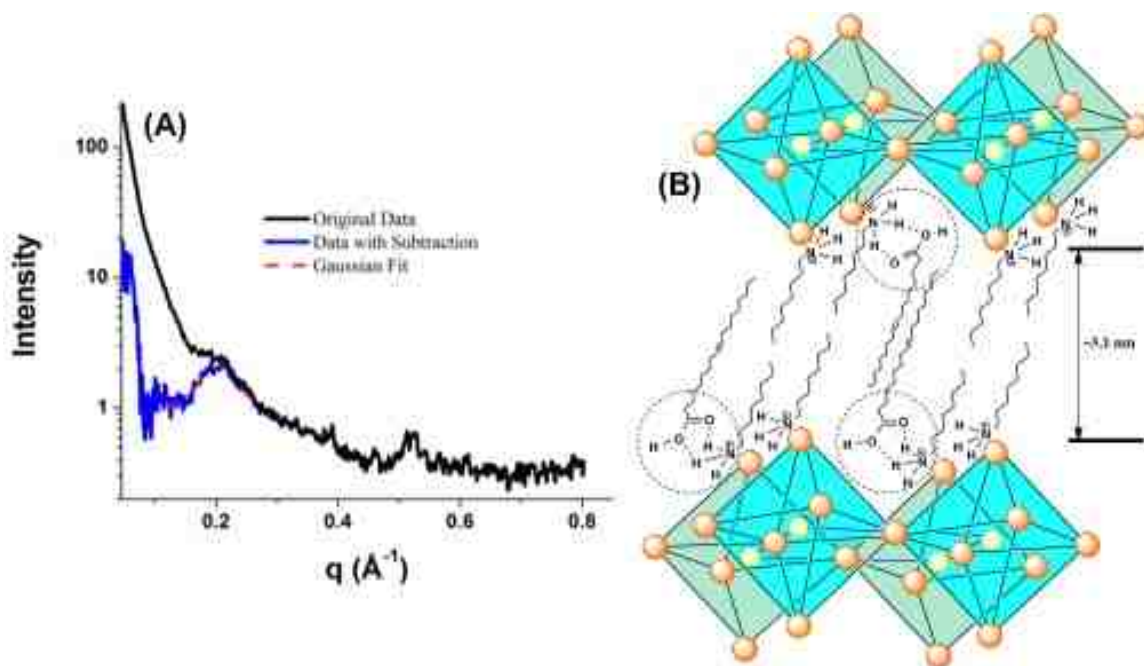 (A)
100
10
1
Intensity
Original Data
Data with Subtraction
Gaussian Fit
0.2
0.4
0.6
0.8
q (Å⁻¹)
(B)
H
H
H
H
N
O
H
H
O
N
H
H
N
H
H
~3.1 nm
H
O
O
H
H
N
H
H
N
H
O
O
H
H
N
H
H
N